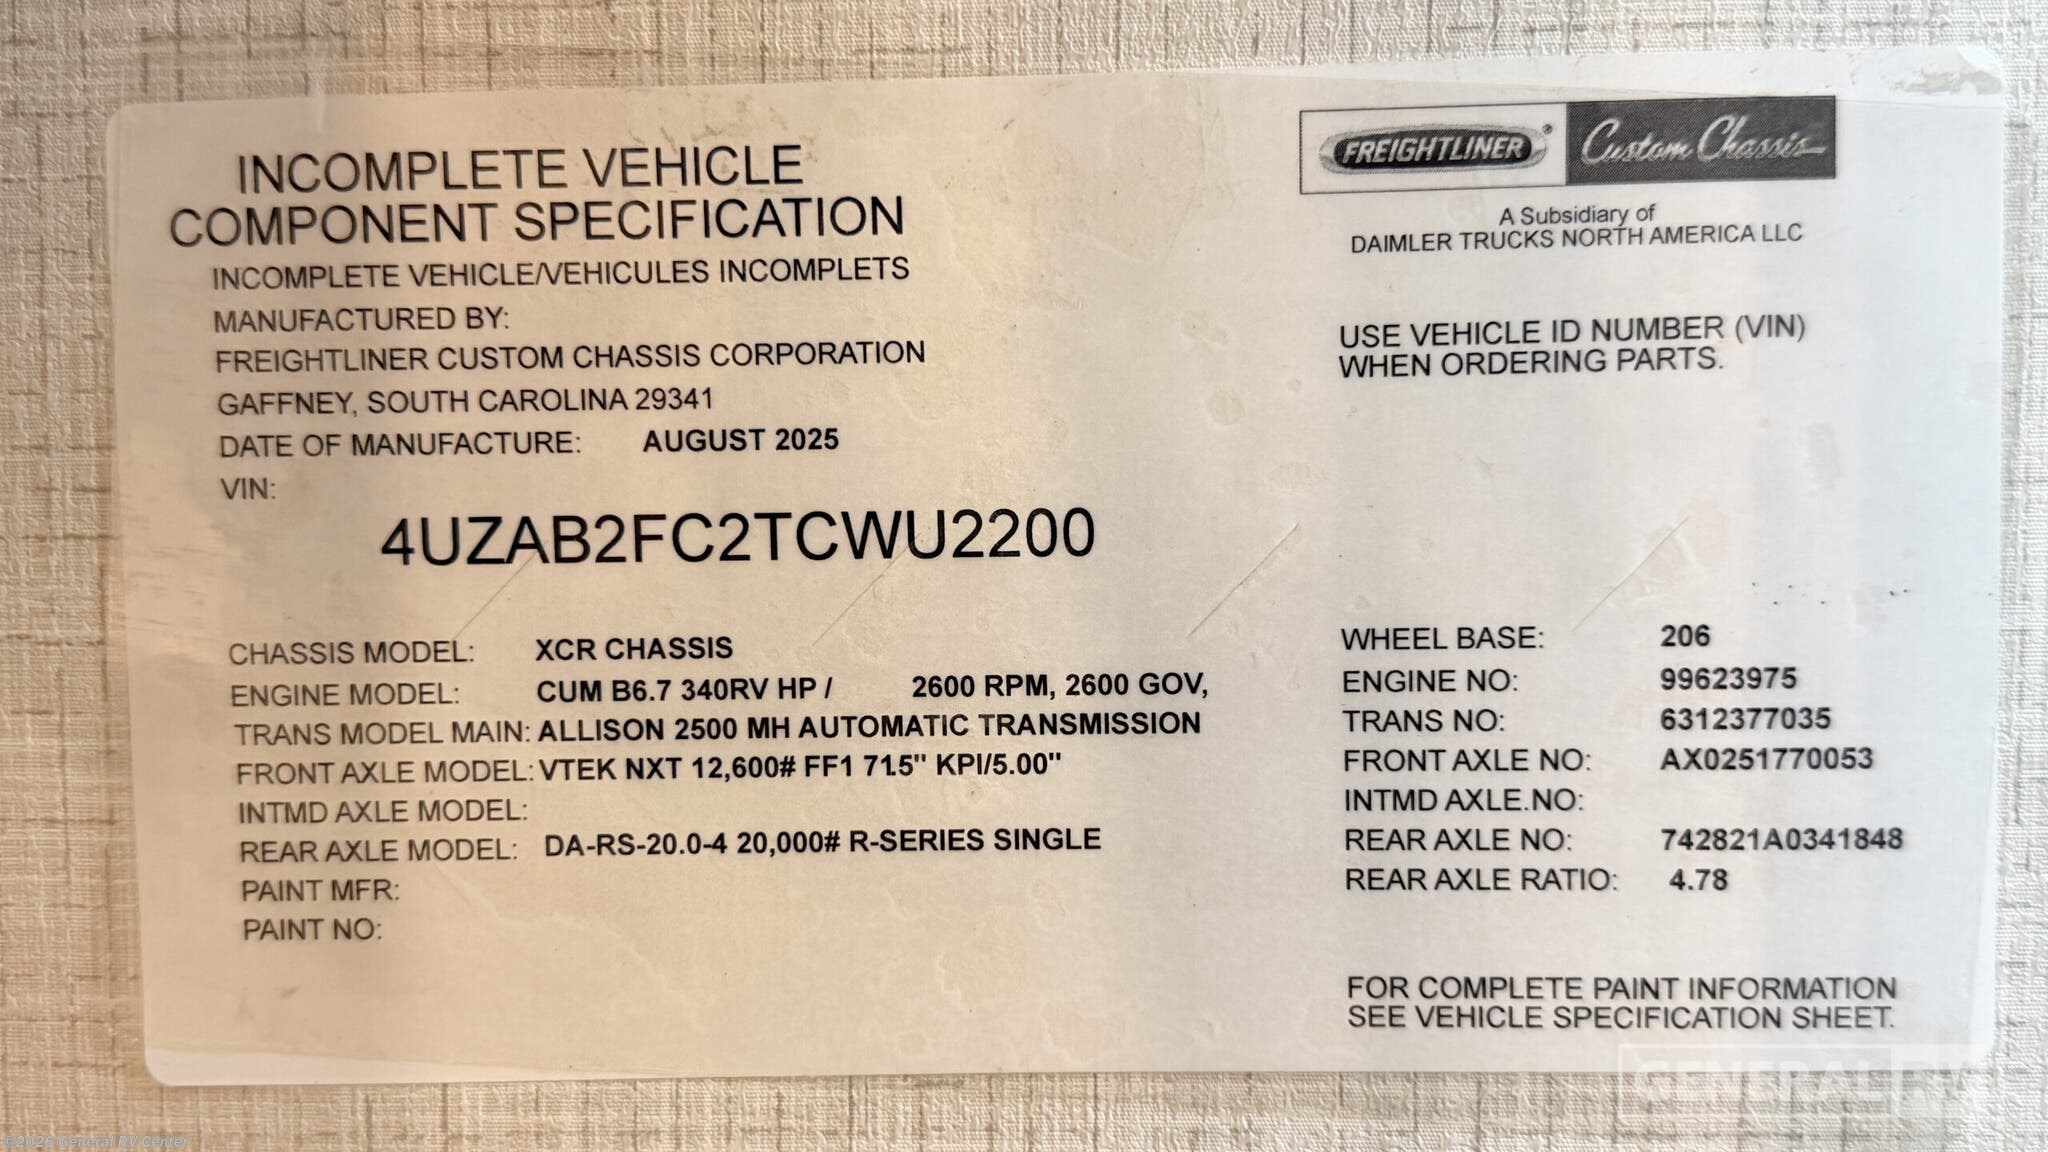 INCOMPLETE VEHICLE
COMPONENT SPECIFICATION
INCOMPLETE VEHICLE/VEHICULES INCOMPLETS
MANUFACTURED BY:
FREIGHTLINER CUSTOM CHASSIS CORPORATION
GAFFNEY, SOUTH CAROLINA 29341
DATE OF MANUFACTURE: AUGUST 2025
VIN:
4UZAB2FC2TCWU2200
CHASSIS MODEL: XCR CHASSIS
ENGINE MODEL: CUM B6.7 340RV HP / 2600 RPM, 2600 GOV,
TRANS MODEL MAIN: ALLISON 2500 MH AUTOMATIC TRANSMISSION
FRONT AXLE MODEL: VTEK NXT 12,600# FF1 71.5" KPI/5.00"
INTMD AXLE MODEL:
REAR AXLE MODEL: DA-RS-20.0-4 20,000# R-SERIES SINGLE
PAINT MFR:
PAINT NO:
FREIGHTLINER® Custom Chassis
A Subsidiary of
DAIMLER TRUCKS NORTH AMERICA LLC
USE VEHICLE ID NUMBER (VIN)
WHEN ORDERING PARTS.
WHEEL BASE: 206
ENGINE NO: 99623975
TRANS NO: 6312377035
FRONT AXLE NO: AX0251770053
INTMD AXLE.NO:
REAR AXLE NO: 742821A0341848
REAR AXLE RATIO: 4.78
FOR COMPLETE PAINT INFORMATION
SEE VEHICLE SPECIFICATION SHEET.
GENERAL RV
©2026 General RV Center